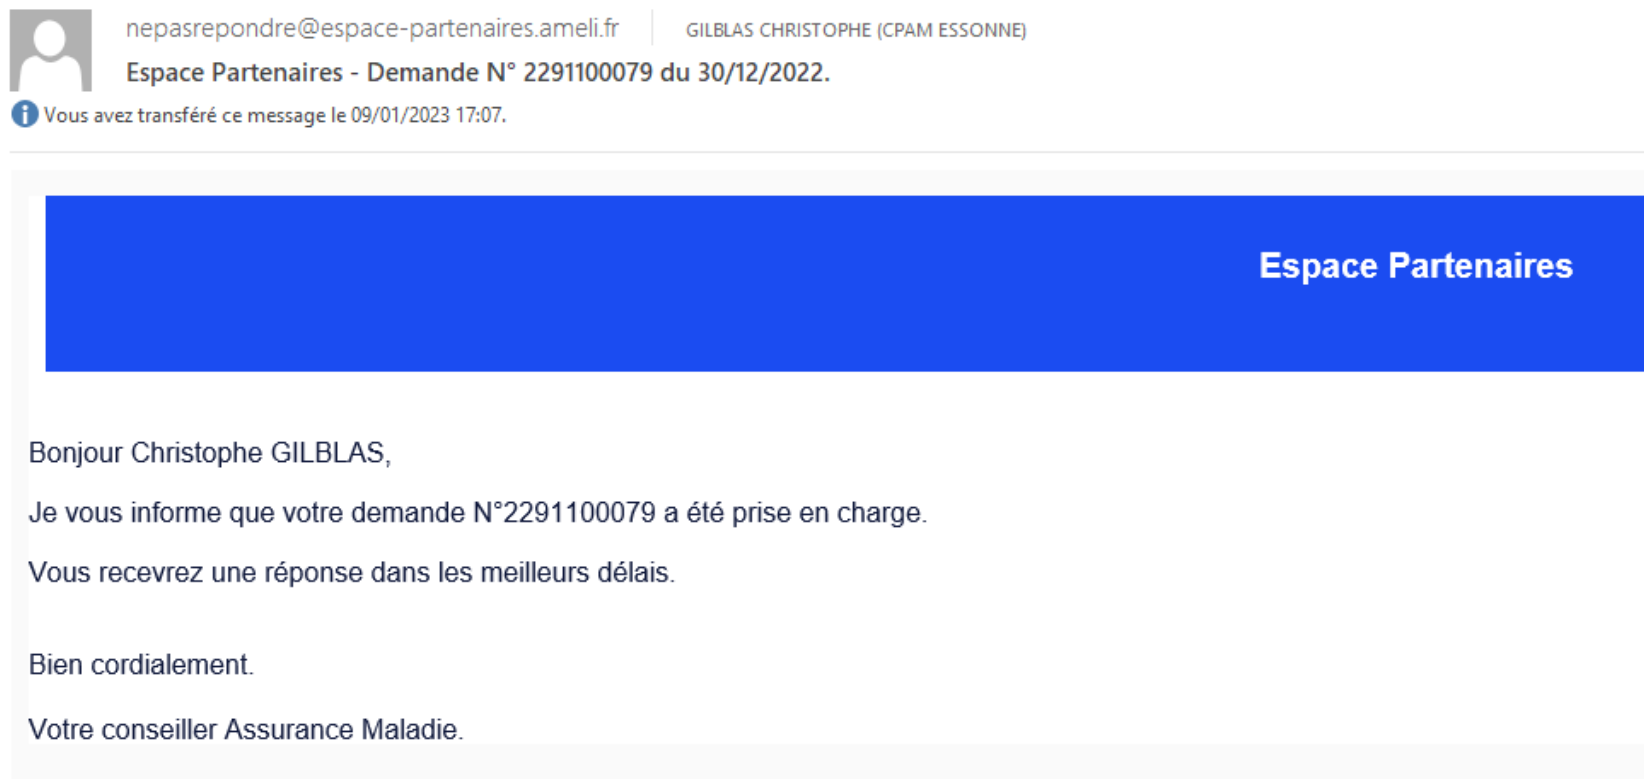 nepasrepondre@espace-partenaires.ameli.fr GILBLAS CHRISTOPHE (CPAM ESSONNE)
Espace Partenaires - Demande N° 2291100079 du 30/12/2022.
Vous avez transféré ce message le 09/01/2023 17:07.
Espace Partenaires
Bonjour Christophe GILBLAS,
Je vous informe que votre demande N°2291100079 a été prise en charge.
Vous recevrez une réponse dans les meilleurs délais.
Bien cordialement.
Votre conseiller Assurance Maladie.